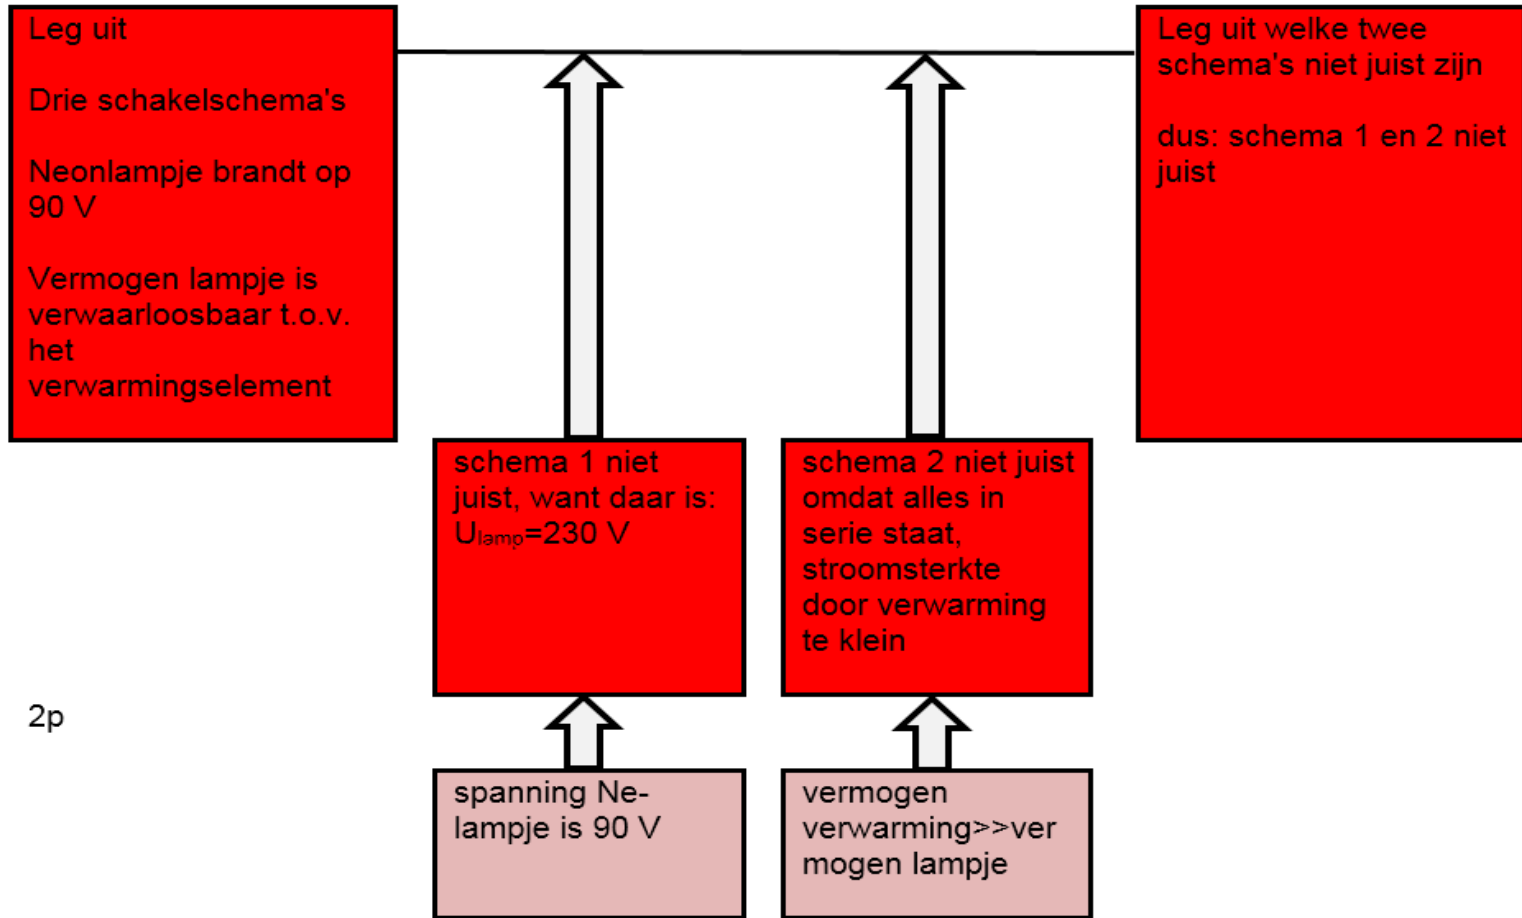 Leg uit
Drie schakelschema's
Neonlampje brandt op
90 V
Vermogen lampje is
verwaarloosbaar t.o.v.
het
verwarmingselement
Leg uit welke twee
schema's niet juist zijn
dus: schema 1 en 2 niet
juist
schema 1 niet
juist, want daar is:
Ulamp=230 V
schema 2 niet juist
omdat alles in
serie staat,
stroomsterkte
door verwarming
te klein
2p
spanning Ne-
lampje is 90 V
vermogen
verwarming>>ver
mogen lampje